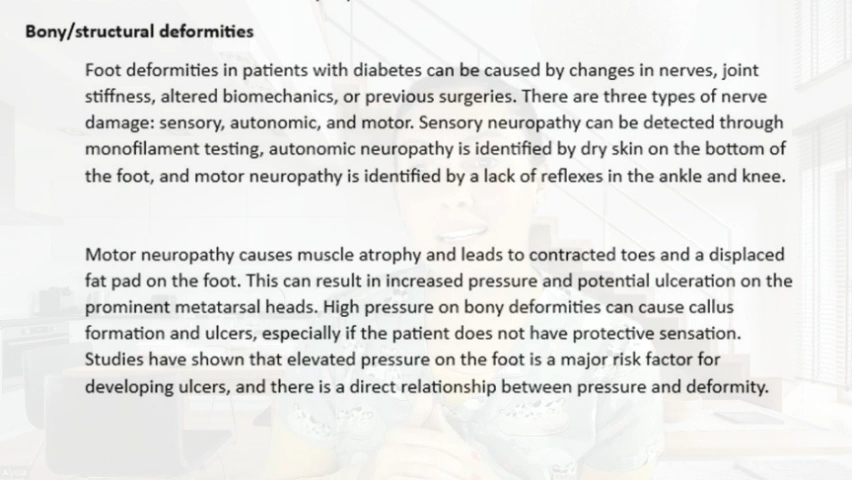 Bony/structural deformities
Foot deformities in patients with diabetes can be caused by changes in nerves, joint
stiffness, altered biomechanics, or previous surgeries. There are three types of nerve
damage: sensory, autonomic, and motor. Sensory neuropathy can be detected through
monofilament testing, autonomic neuropathy is identified by dry skin on the bottom of
the foot, and motor neuropathy is identified by a lack of reflexes in the ankle and knee.
Motor neuropathy causes muscle atrophy and leads to contracted toes and a displaced
fat pad on the foot. This can result in increased pressure and potential ulceration on the
prominent metatarsal heads. High pressure on bony deformities can cause callus
formation and ulcers, especially if the patient does not have protective sensation.
Studies have shown that elevated pressure on the foot is a major risk factor for
developing ulcers, and there is a direct relationship between pressure and deformity.